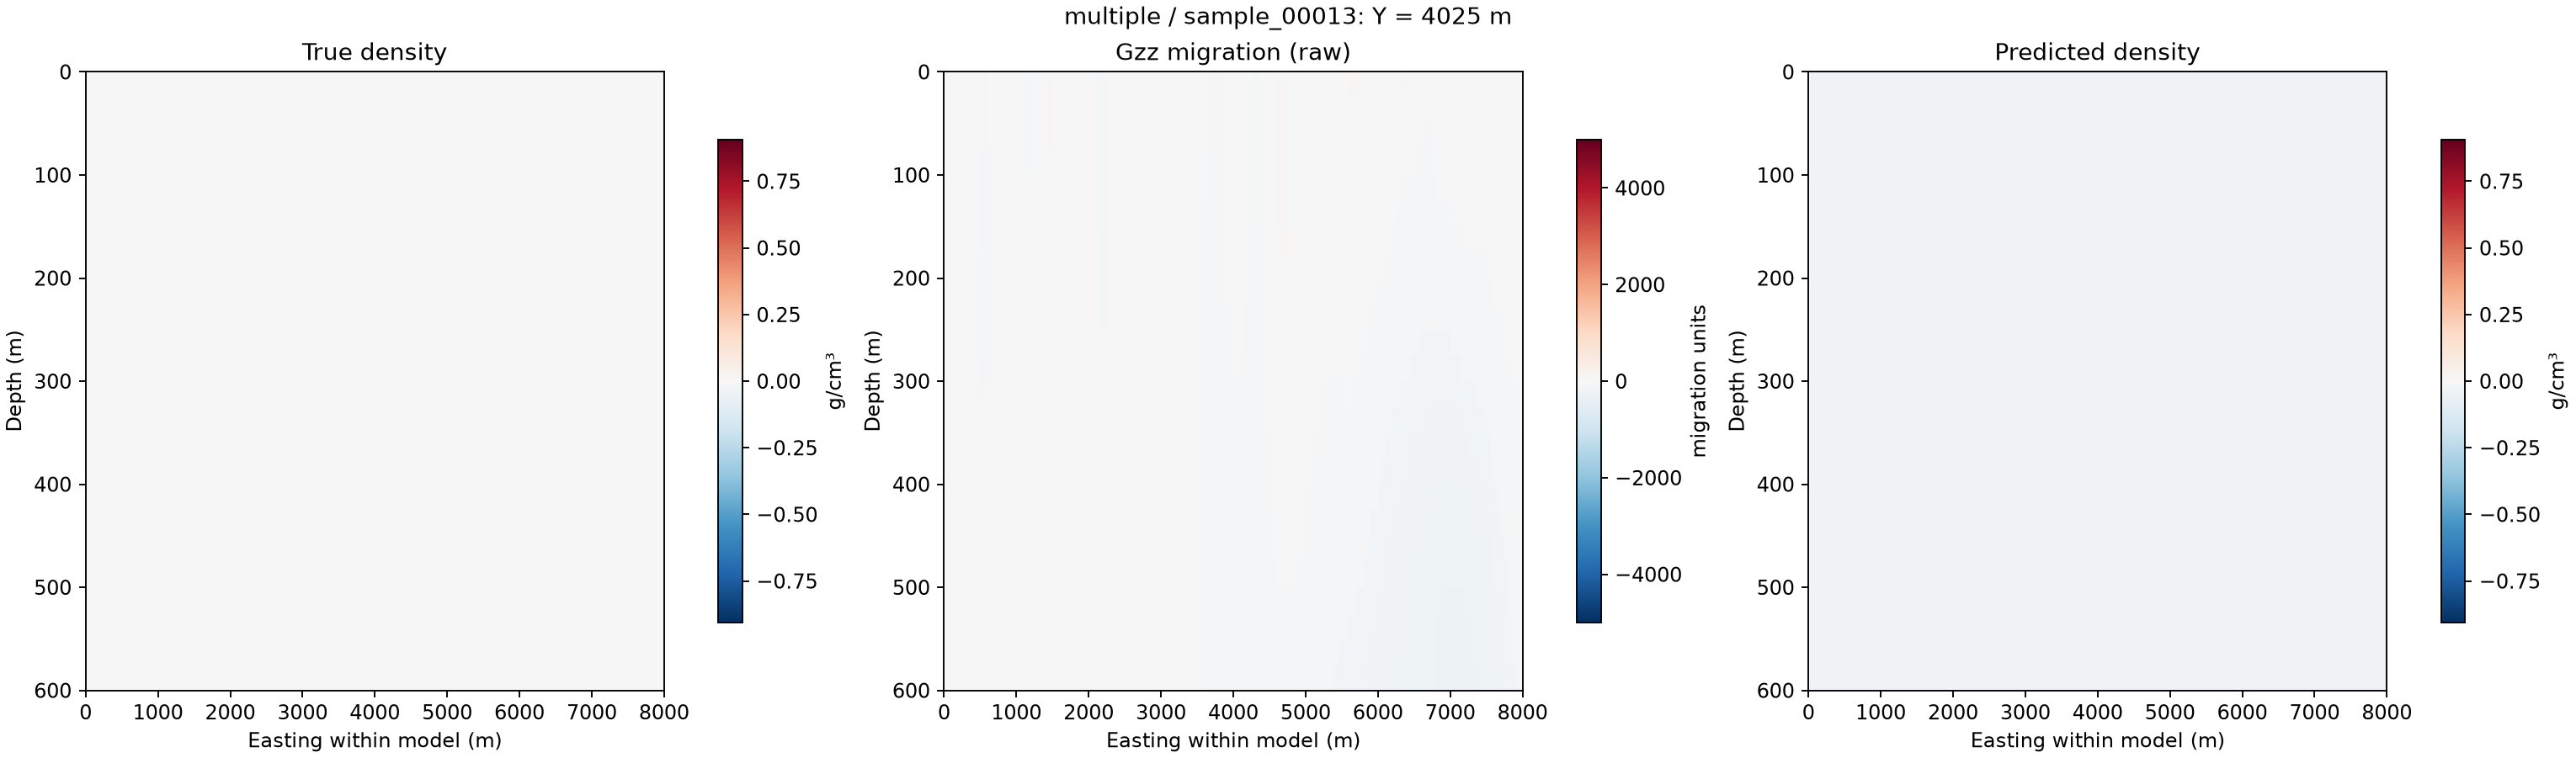 multiple / sample_00013: Y = 4025 m
True density
0
100
200
300
400
500
600
Depth (m)
0 1000 2000 3000 4000 5000 6000 7000 8000
Easting within model (m)
0.75
0.50
0.25
0.00
−0.25
−0.50
−0.75
g/cm³
Gzz migration (raw)
0
100
200
300
400
500
600
Depth (m)
0 1000 2000 3000 4000 5000 6000 7000 8000
Easting within model (m)
4000
2000
0
−2000
−4000
migration units
Predicted density
0
100
200
300
400
500
600
Depth (m)
0 1000 2000 3000 4000 5000 6000 7000 8000
Easting within model (m)
0.75
0.50
0.25
0.00
−0.25
−0.50
−0.75
g/cm³